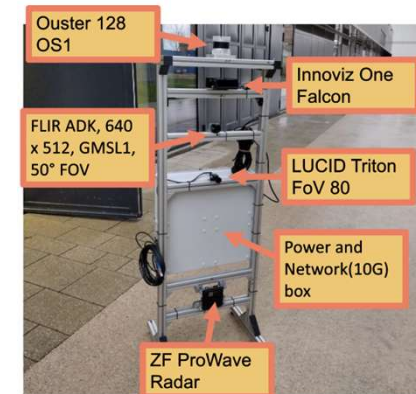 Ouster 128
OS1
Innoviz One
Falcon
FLIR ADK, 640
x 512, GMSL1,
50° FOV
LUCID Triton
FoV 80
Power and
Network(10G)
box
ZF ProWave
Radar